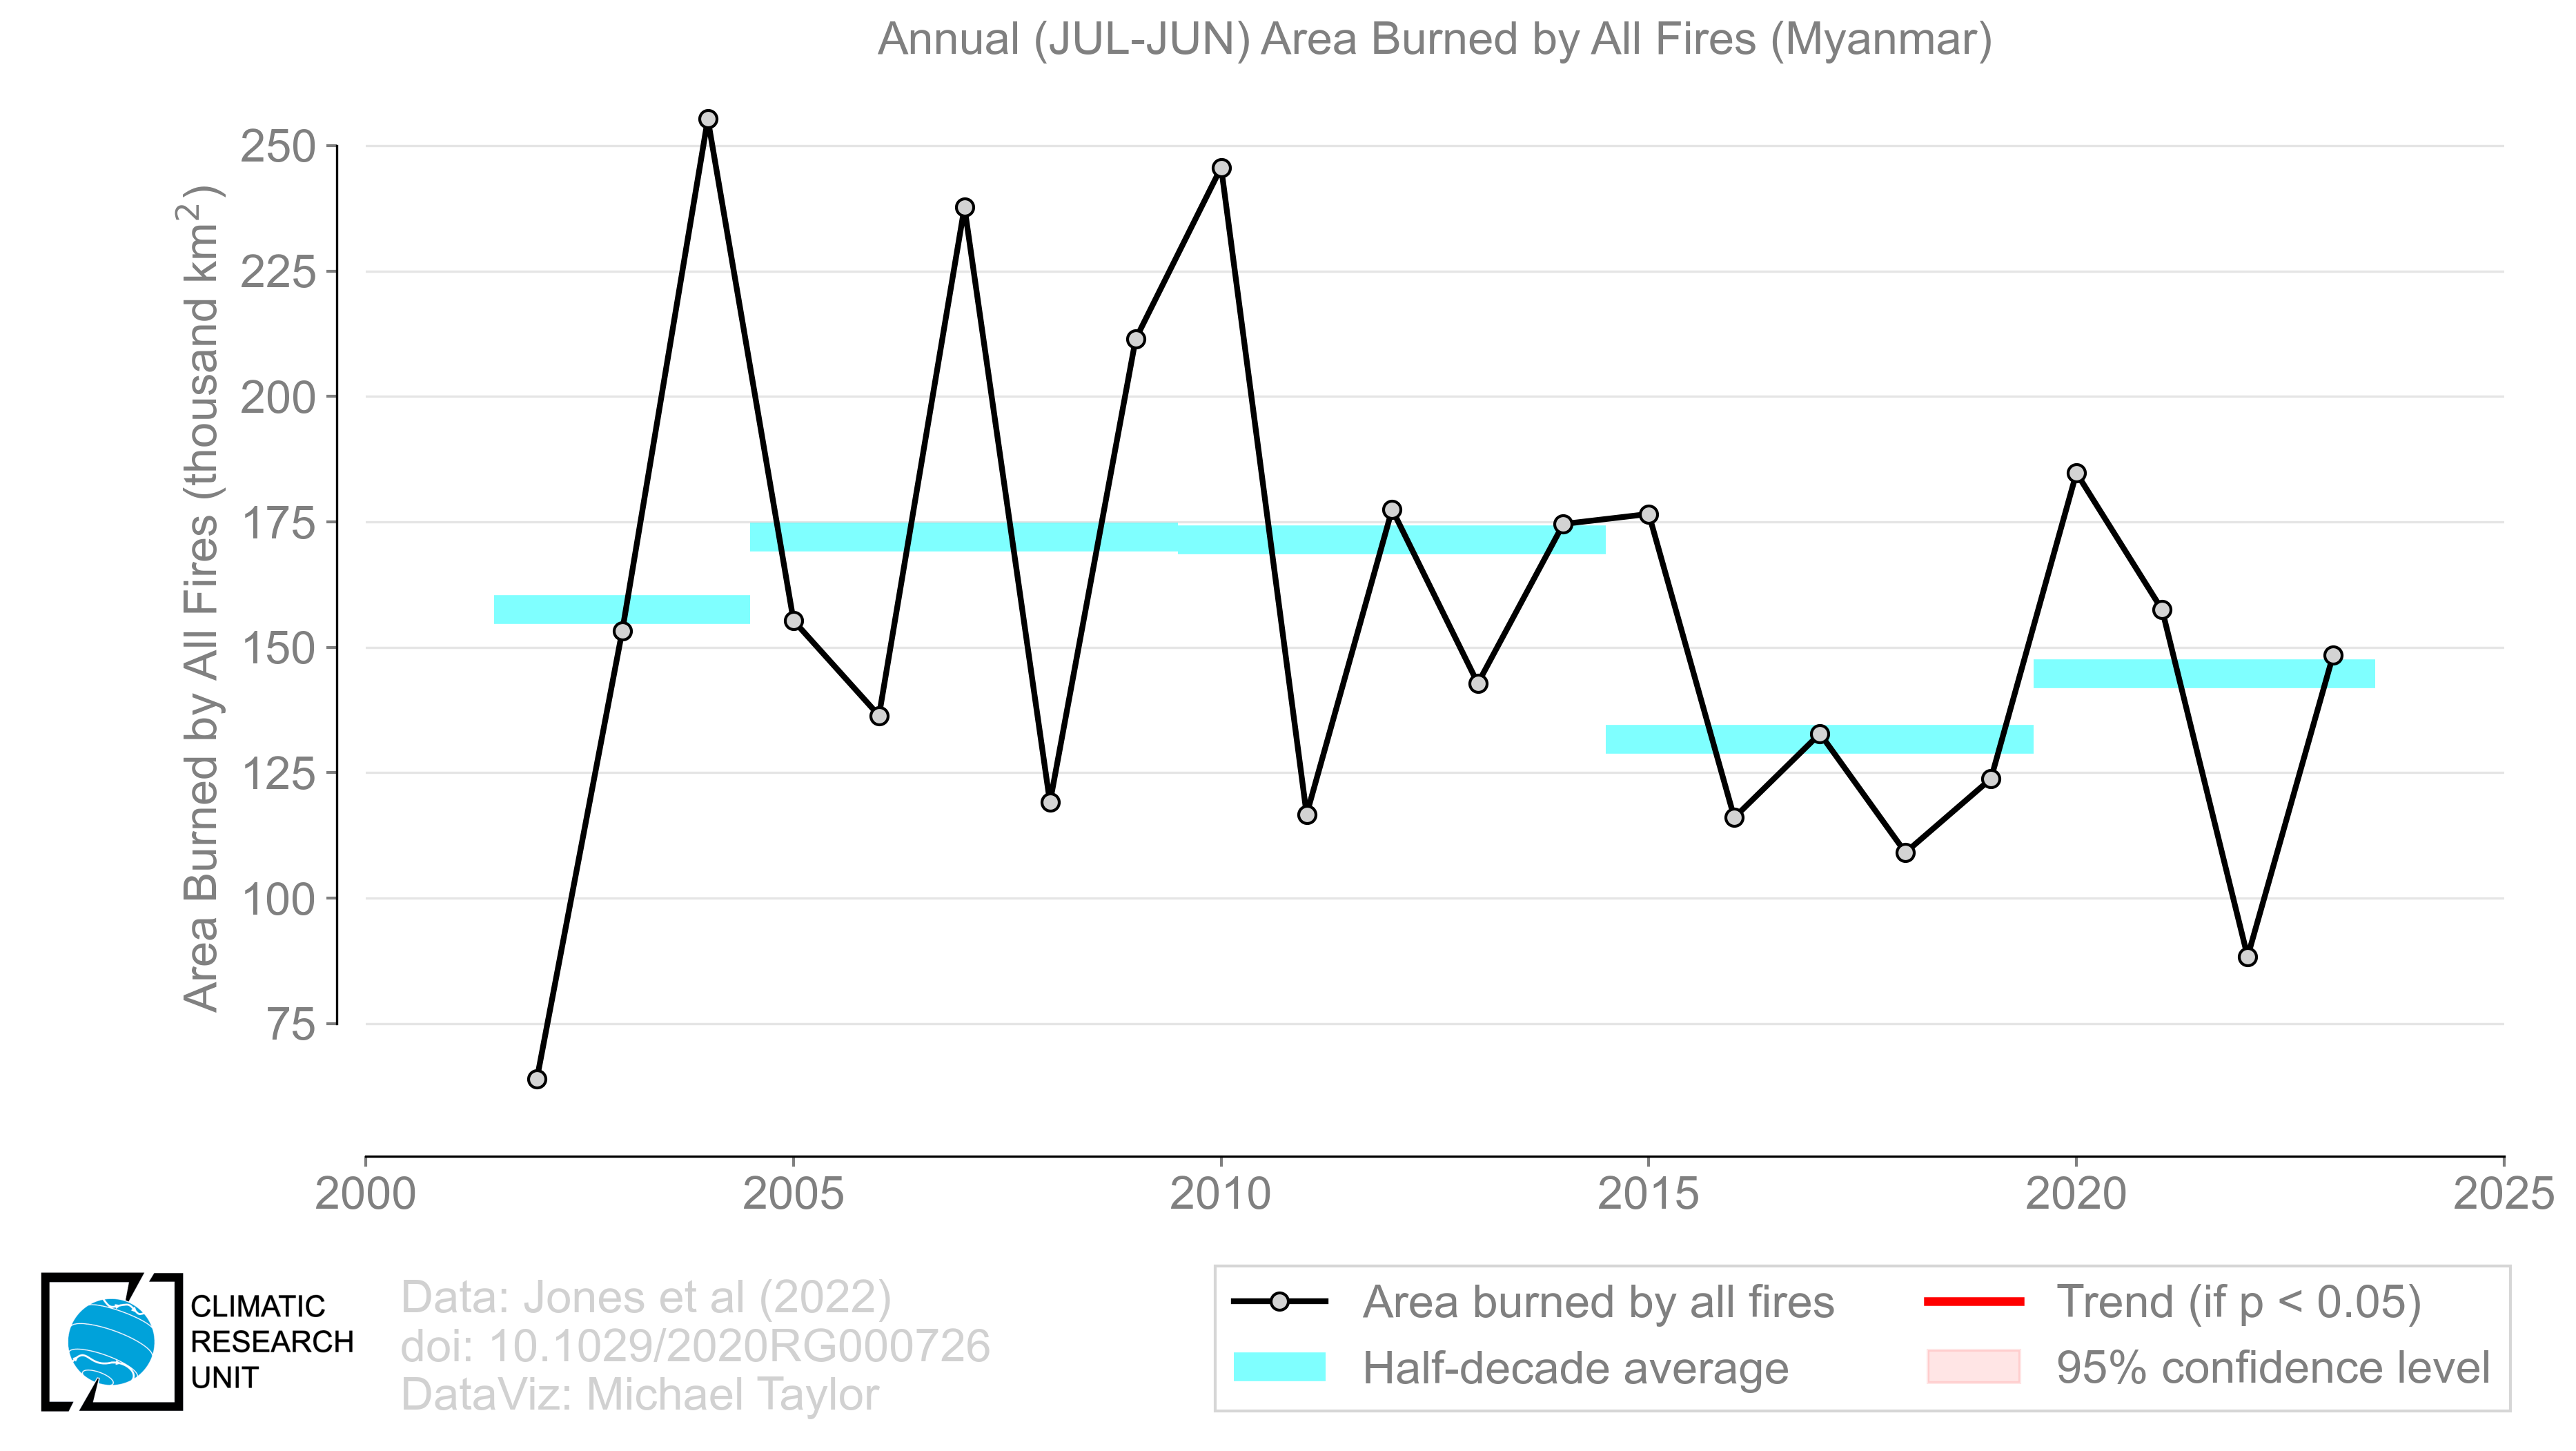 Annual (JUL-JUN) Area Burned by All Fires (Myanmar)
Area Burned by All Fires (thousand km²)
250
225
200
175
150
125
100
75
2000 2005 2010 2015 2020 2025
CLIMATIC
RESEARCH
UNIT
Data: Jones et al (2022)
doi: 10.1029/2020RG000726
DataViz: Michael Taylor
Area burned by all fires
Half-decade average
Trend (if p < 0.05)
95% confidence level